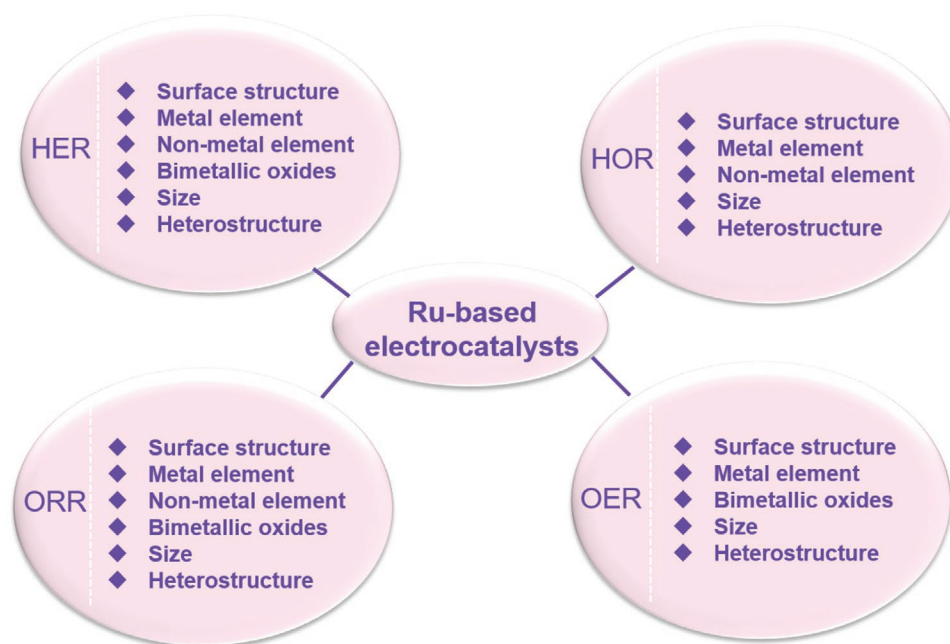 HER
Surface structure
Metal element
Non-metal element
Bimetallic oxides
Size
Heterostructure
HOR
Surface structure
Metal element
Non-metal element
Size
Heterostructure
Ru-based
electrocatalysts
ORR
Surface structure
Metal element
Non-metal element
Bimetallic oxides
Size
Heterostructure
OER
Surface structure
Metal element
Bimetallic oxides
Size
Heterostructure